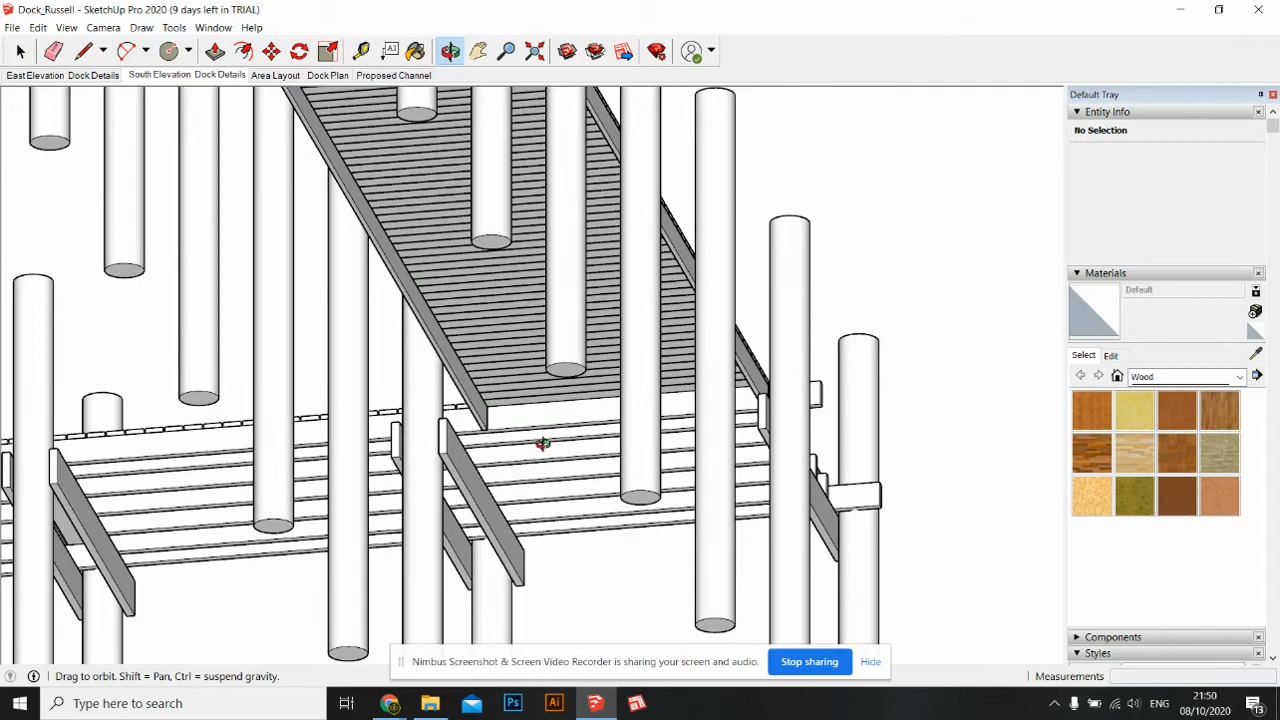 Dock_Russell - SketchUp Pro 2020 (9 days left in TRIAL)
File Edit View Camera Draw Tools Window Help
East Elevation Dock Details South Elevation Dock Details Area Layout Dock Plan Proposed Channel
Default Tray
Entity Info
No Selection
Materials
Default
Select Edit
Wood
Components
Styles
Nimbus Screenshot & Screen Video Recorder is sharing your screen and audio. Stop sharing Hide
Drag to orbit. Shift = Pan, Ctrl = suspend gravity. Measurements
Type here to search
Ps Ai
ENG
21:50
08/10/2020
13